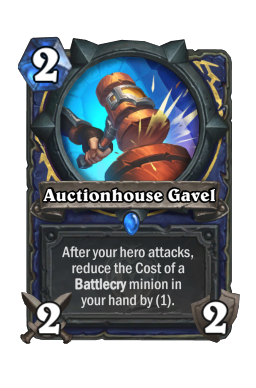 2
Auctionhouse Gavel
After your hero attacks,
reduce the Cost of a
Battlecry minion in
your hand by (1).
2 2